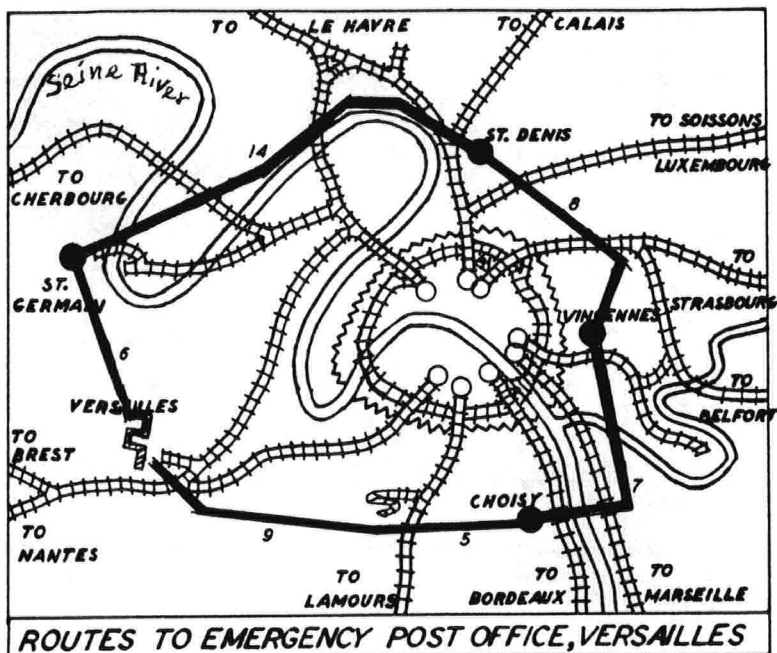 TO LE HAVRE
TO CALAIS
Seine River
14
ST. DENIS
TO SOISSONS
LUXEMBOURG
TO
CHERBOURG
8
ST.
GERMAIN
TO
STRASBOURG
VINCENNES
6
VERSAILLES
TO
BELFORT
TO
BREST
CHOISY
7
9
5
TO
NANTES
TO
LAMOURS
TO
BORDEAUX
TO
MARSEILLE
ROUTES TO EMERGENCY POST OFFICE, VERSAILLES